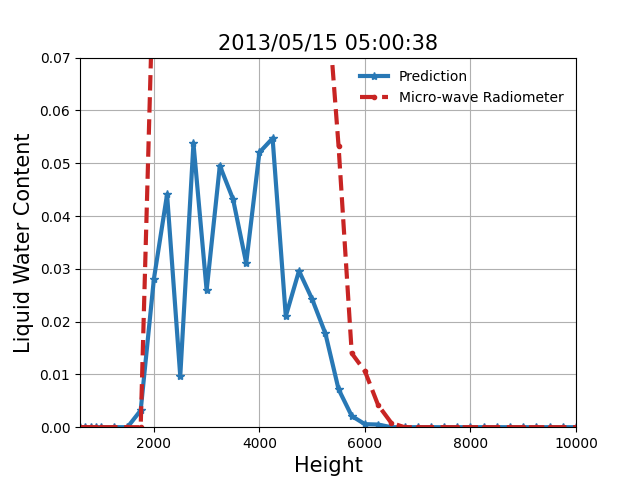 2013/05/15 05:00:38
0.07
0.06
0.05
0.04
0.03
0.02
0.01
0.00
Liquid Water Content
Prediction
Micro-wave Radiometer
2000 4000 6000 8000 10000
Height